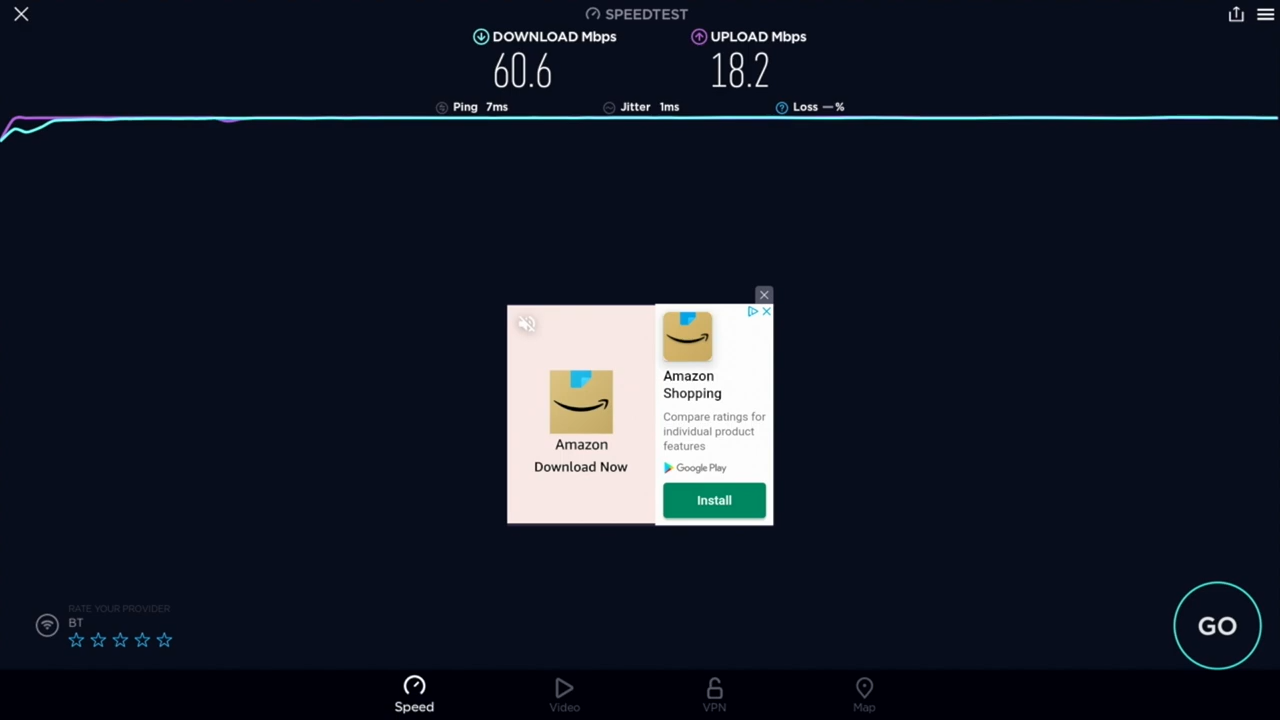 SPEEDTEST
DOWNLOAD Mbps
60.6
UPLOAD Mbps
18.2
Ping 7ms
Jitter 1ms
Loss — %
Amazon
Download Now
Amazon
Shopping
Compare ratings for
individual product
features
Google Play
Install
RATE YOUR PROVIDER
BT
GO
Speed
Video
VPN
Map